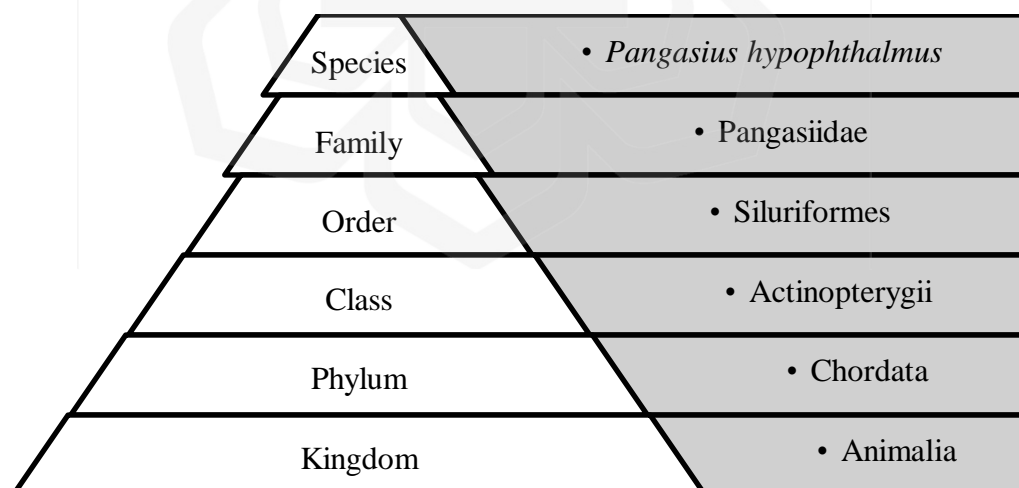 Species • Pangasius hypophthalmus
Family • Pangasiidae
Order • Siluriformes
Class • Actinopterygii
Phylum • Chordata
Kingdom • Animalia